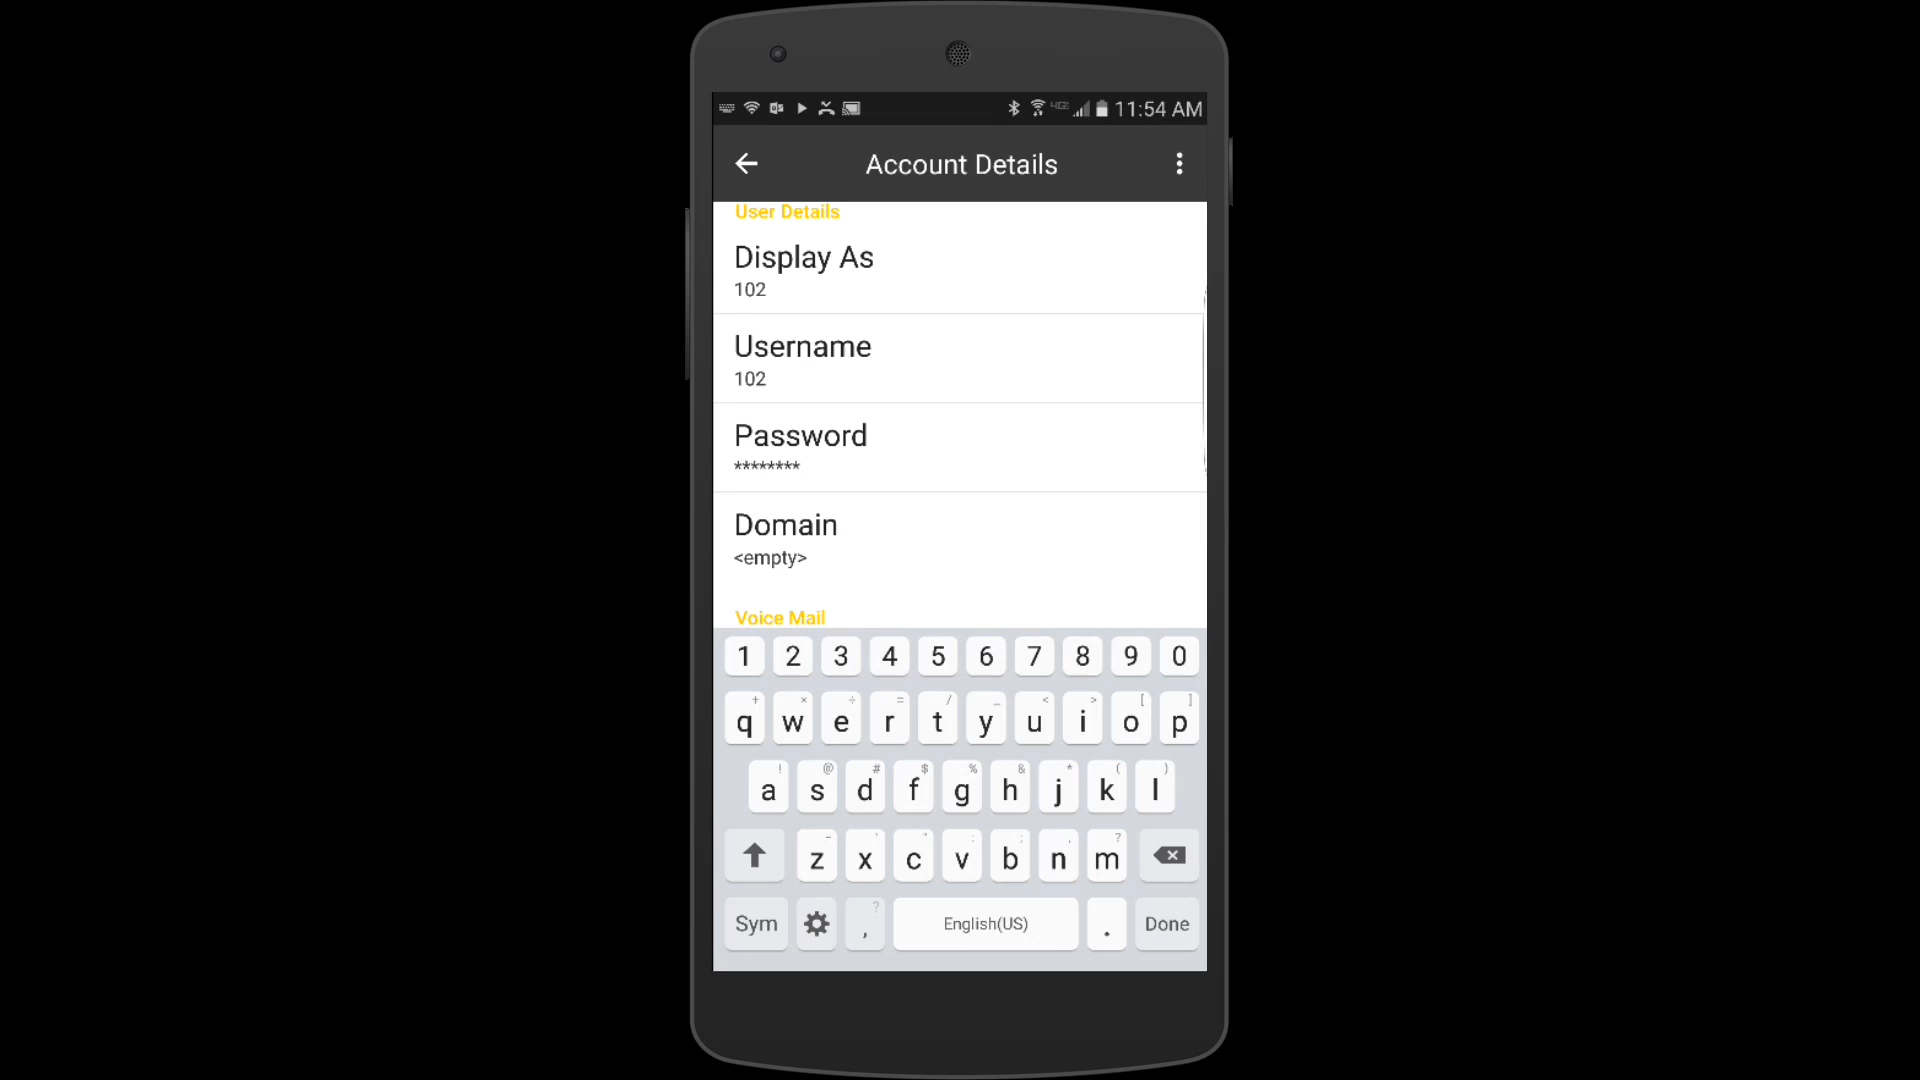 11:54 AM
Account Details
User Details
Display As
102
Username
102
Password
********
Domain
<empty>
Voice Mail
1 2 3 4 5 6 7 8 9 0
+ × ÷ = / _ < > [ ]
q w e r t y u i o p
! @ # $ % & * ( )
a s d f g h j k l
z x c v b n m
Sym , English(US) . Done